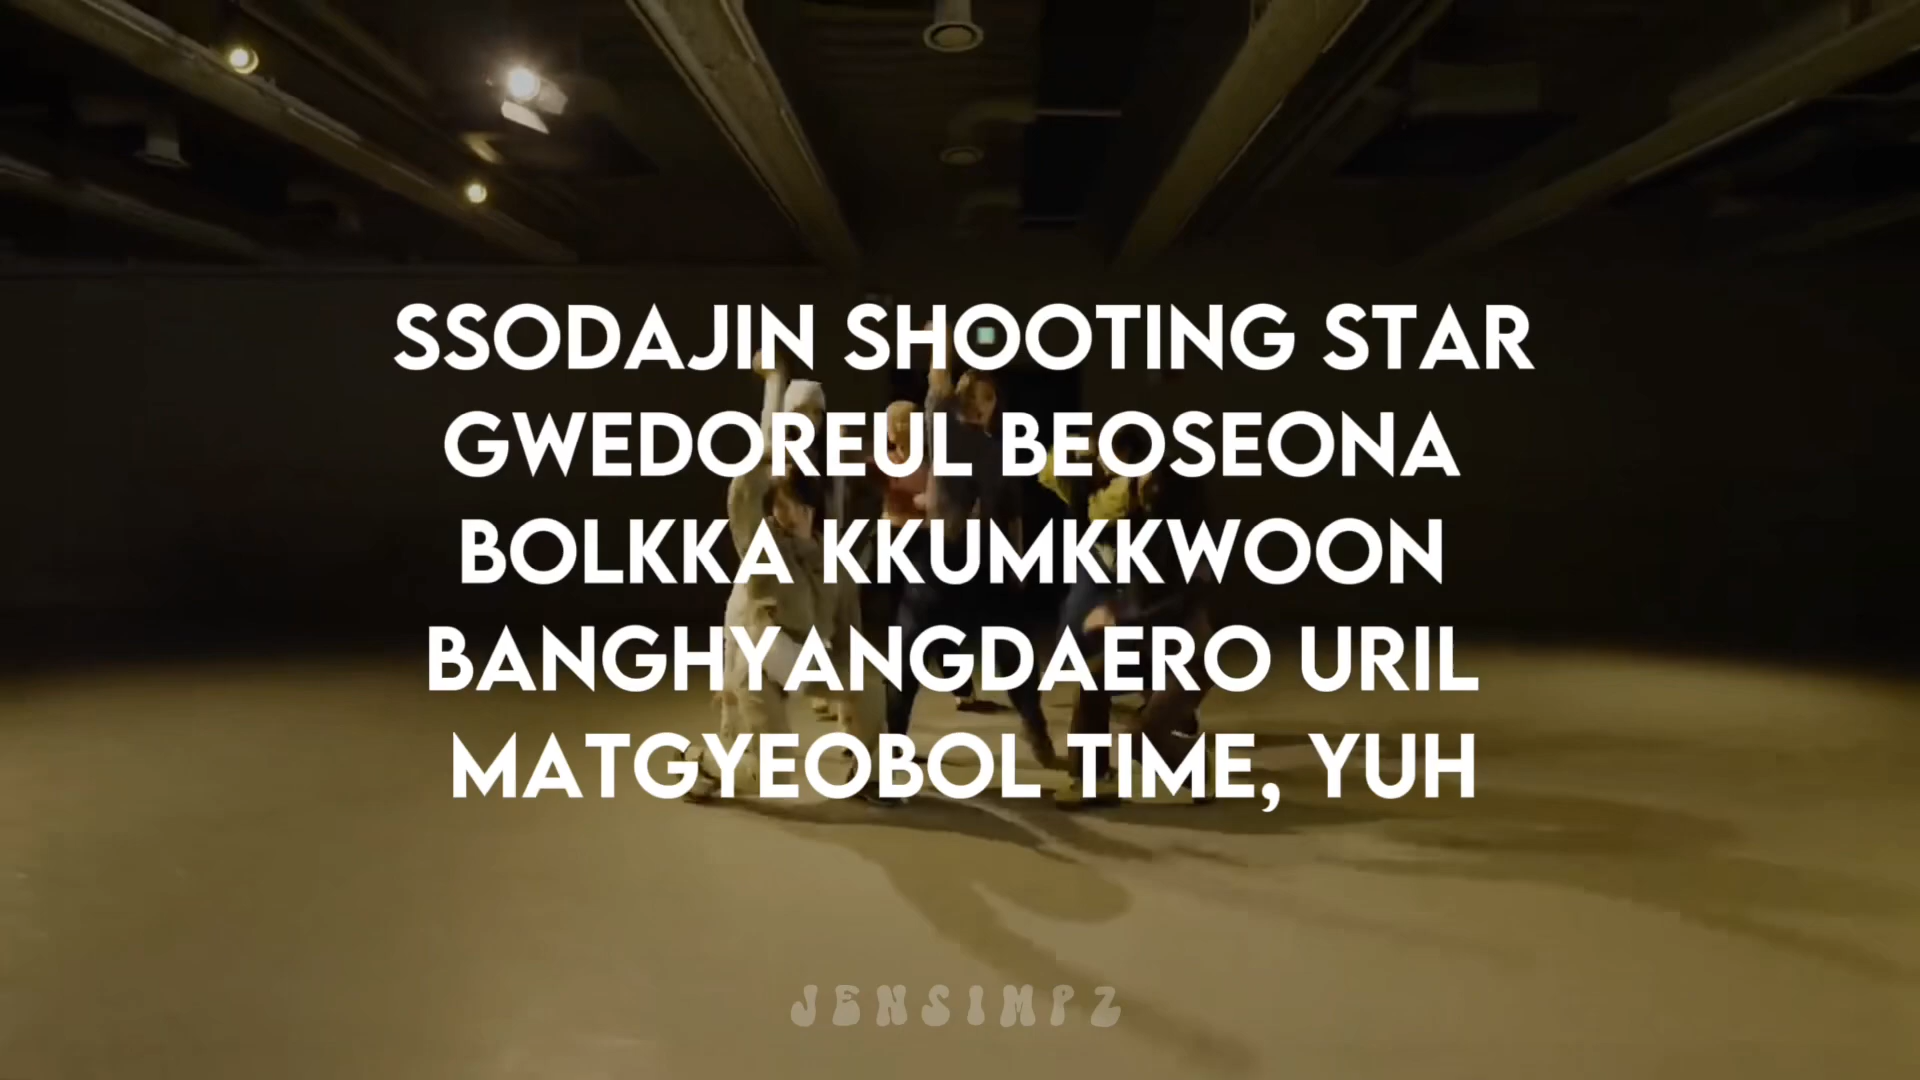 SSODAJIN SHOOTING STAR
GWEDOREUL BEOSEONA
BOLKKA KKUMKKWOON
BANGHYANGDAERO URIL
MATGYEOBOL TIME, YUH
JENSIMPZ